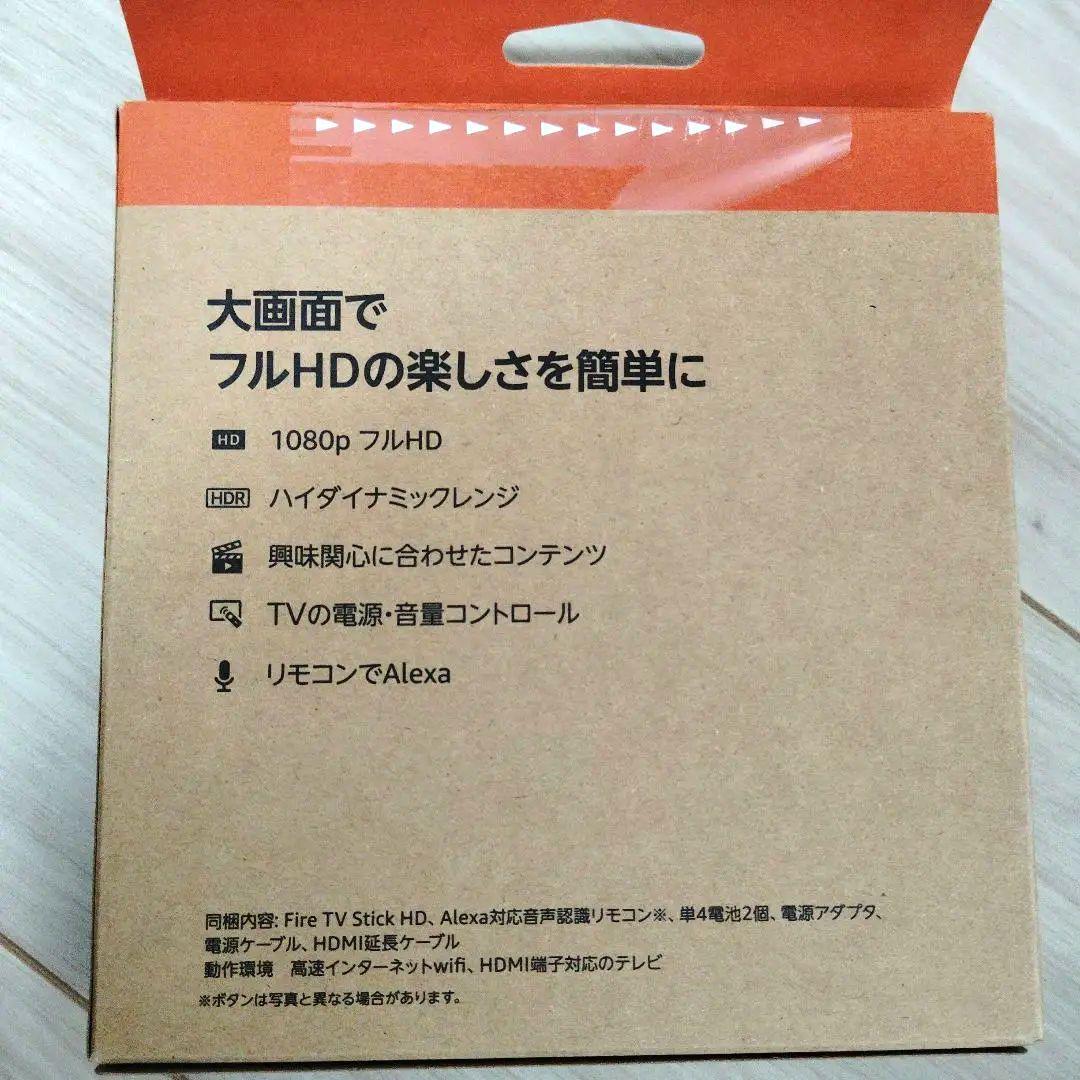 大画面で
フルHDの楽しさを簡単に
HD 1080p フルHD
HDR ハイダイナミックレンジ
興味関心に合わせたコンテンツ
TVの電源・音量コントロール
リモコンでAlexa
同梱内容: Fire TV Stick HD、Alexa対応音声認識リモコン※、単4電池2個、電源アダプタ、
電源ケーブル、HDMI延長ケーブル
動作環境 高速インターネットwifi、HDMI端子対応のテレビ
※ボタンは写真と異なる場合があります。